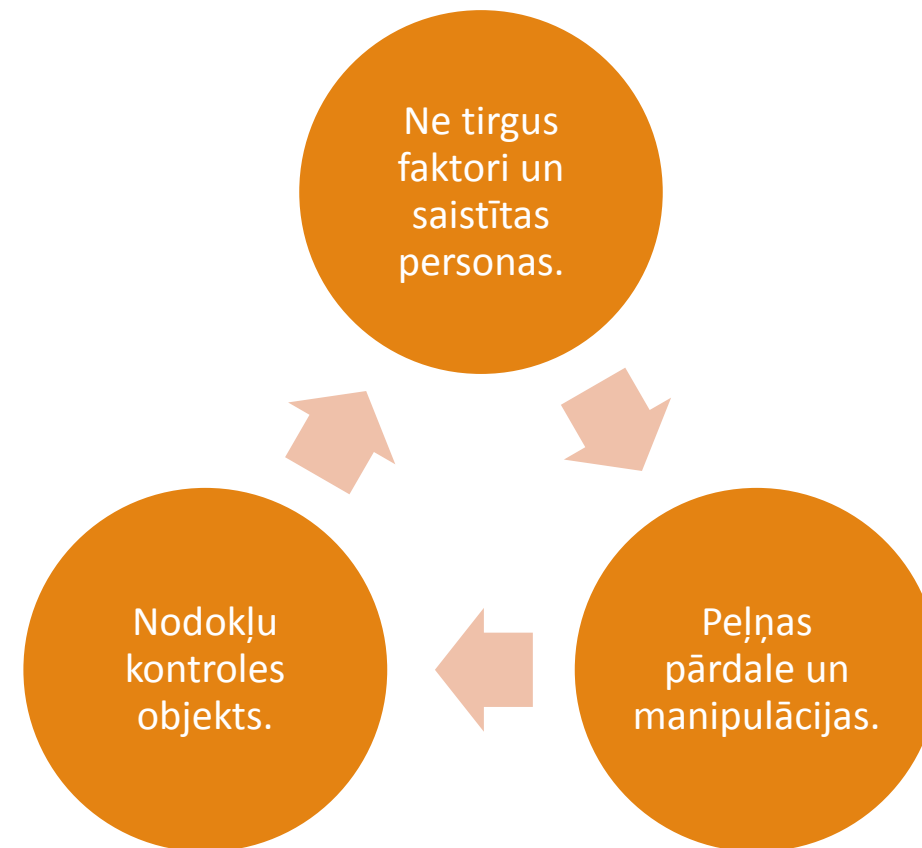 Ne tirgus
faktori un
saistītas
personas.
Peļņas
pārdale un
manipulācijas.
Nodokļu
kontroles
objekts.